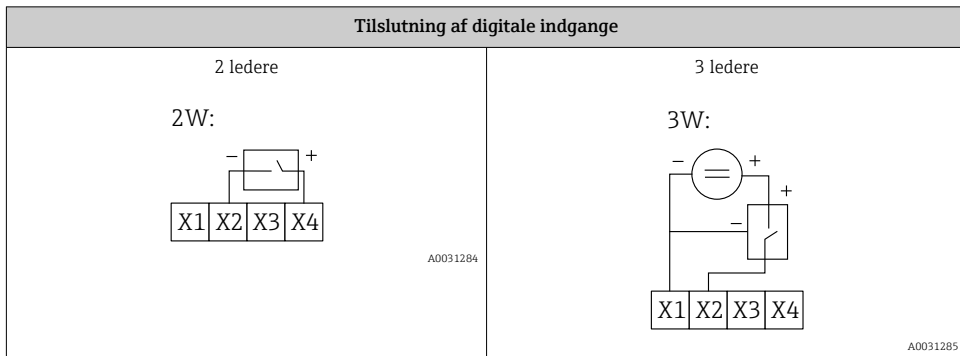 Tilslutning af digitale indgange
2 ledere
2W:
− +
X1 X2 X3 X4
A0031284
3 ledere
3W:
− +
+
−
X1 X2 X3 X4
A0031285